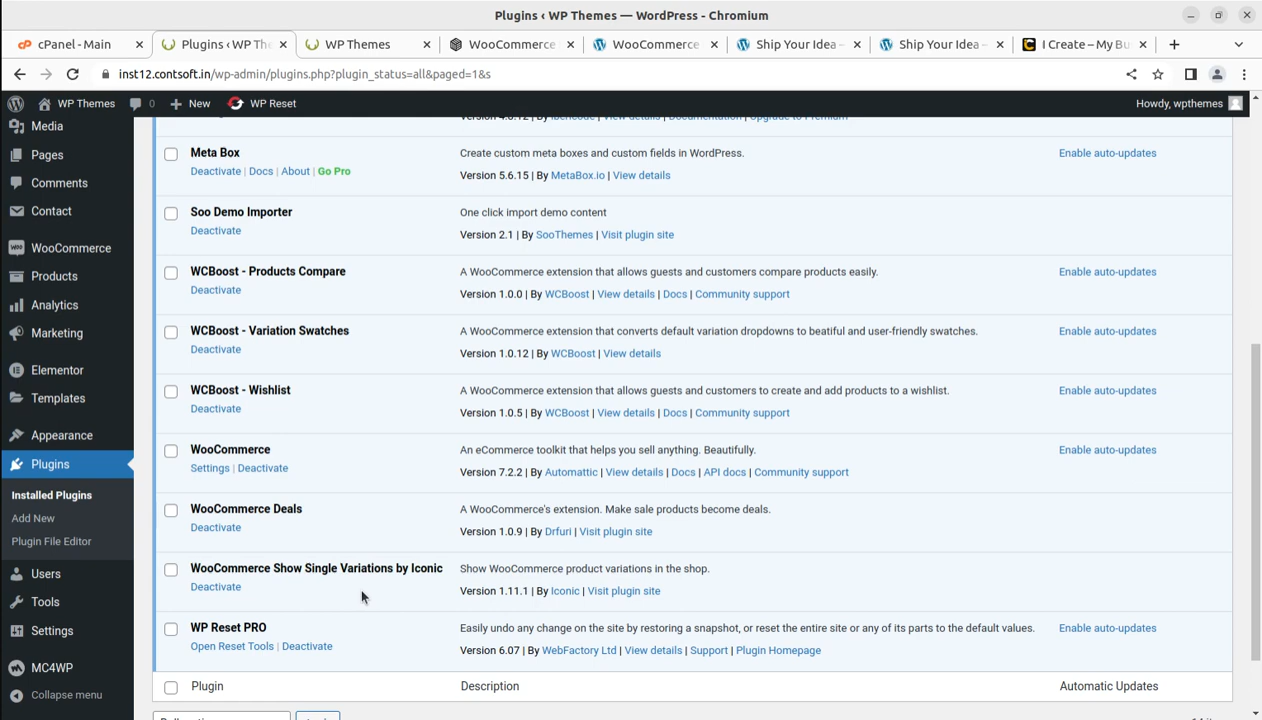 Plugins ‹ WP Themes — WordPress - Chromium
cPanel - Main
Plugins ‹ WP The
WP Themes
WooCommerce
WooCommerce
Ship Your Idea –
Ship Your Idea –
I Create – My Bu
inst12.contsoft.in/wp-admin/plugins.php?plugin_status=all&paged=1&s
WP Themes 0 New WP Reset Howdy, wpthemes
Media
Pages
Comments
Contact
WooCommerce
Products
Analytics
Marketing
Elementor
Templates
Appearance
Plugins
Installed Plugins
Add New
Plugin File Editor
Users
Tools
Settings
MC4WP
Collapse menu
Version 4.8.12 | By ibericode | View details | Documentation | Upgrade to Premium
Meta Box Create custom meta boxes and custom fields in WordPress. Enable auto-updates
Deactivate | Docs | About | Go Pro Version 5.6.15 | By MetaBox.io | View details
Soo Demo Importer One click import demo content
Deactivate Version 2.1 | By SooThemes | Visit plugin site
WCBoost - Products Compare A WooCommerce extension that allows guests and customers compare products easily. Enable auto-updates
Deactivate Version 1.0.0 | By WCBoost | View details | Docs | Community support
WCBoost - Variation Swatches A WooCommerce extension that converts default variation dropdowns to beatiful and user-friendly swatches. Enable auto-updates
Deactivate Version 1.0.12 | By WCBoost | View details
WCBoost - Wishlist A WooCommerce extension that allows guests and customers to create and add products to a wishlist. Enable auto-updates
Deactivate Version 1.0.5 | By WCBoost | View details | Docs | Community support
WooCommerce An eCommerce toolkit that helps you sell anything. Beautifully. Enable auto-updates
Settings | Deactivate Version 7.2.2 | By Automattic | View details | Docs | API docs | Community support
WooCommerce Deals A WooCommerce's extension. Make sale products become deals.
Deactivate Version 1.0.9 | By Drfuri | Visit plugin site
WooCommerce Show Single Variations by Iconic Show WooCommerce product variations in the shop.
Deactivate Version 1.11.1 | By Iconic | Visit plugin site
WP Reset PRO Easily undo any change on the site by restoring a snapshot, or reset the entire site or any of its parts to the default values. Enable auto-updates
Open Reset Tools | Deactivate Version 6.07 | By WebFactory Ltd | View details | Support | Plugin Homepage
Plugin Description Automatic Updates